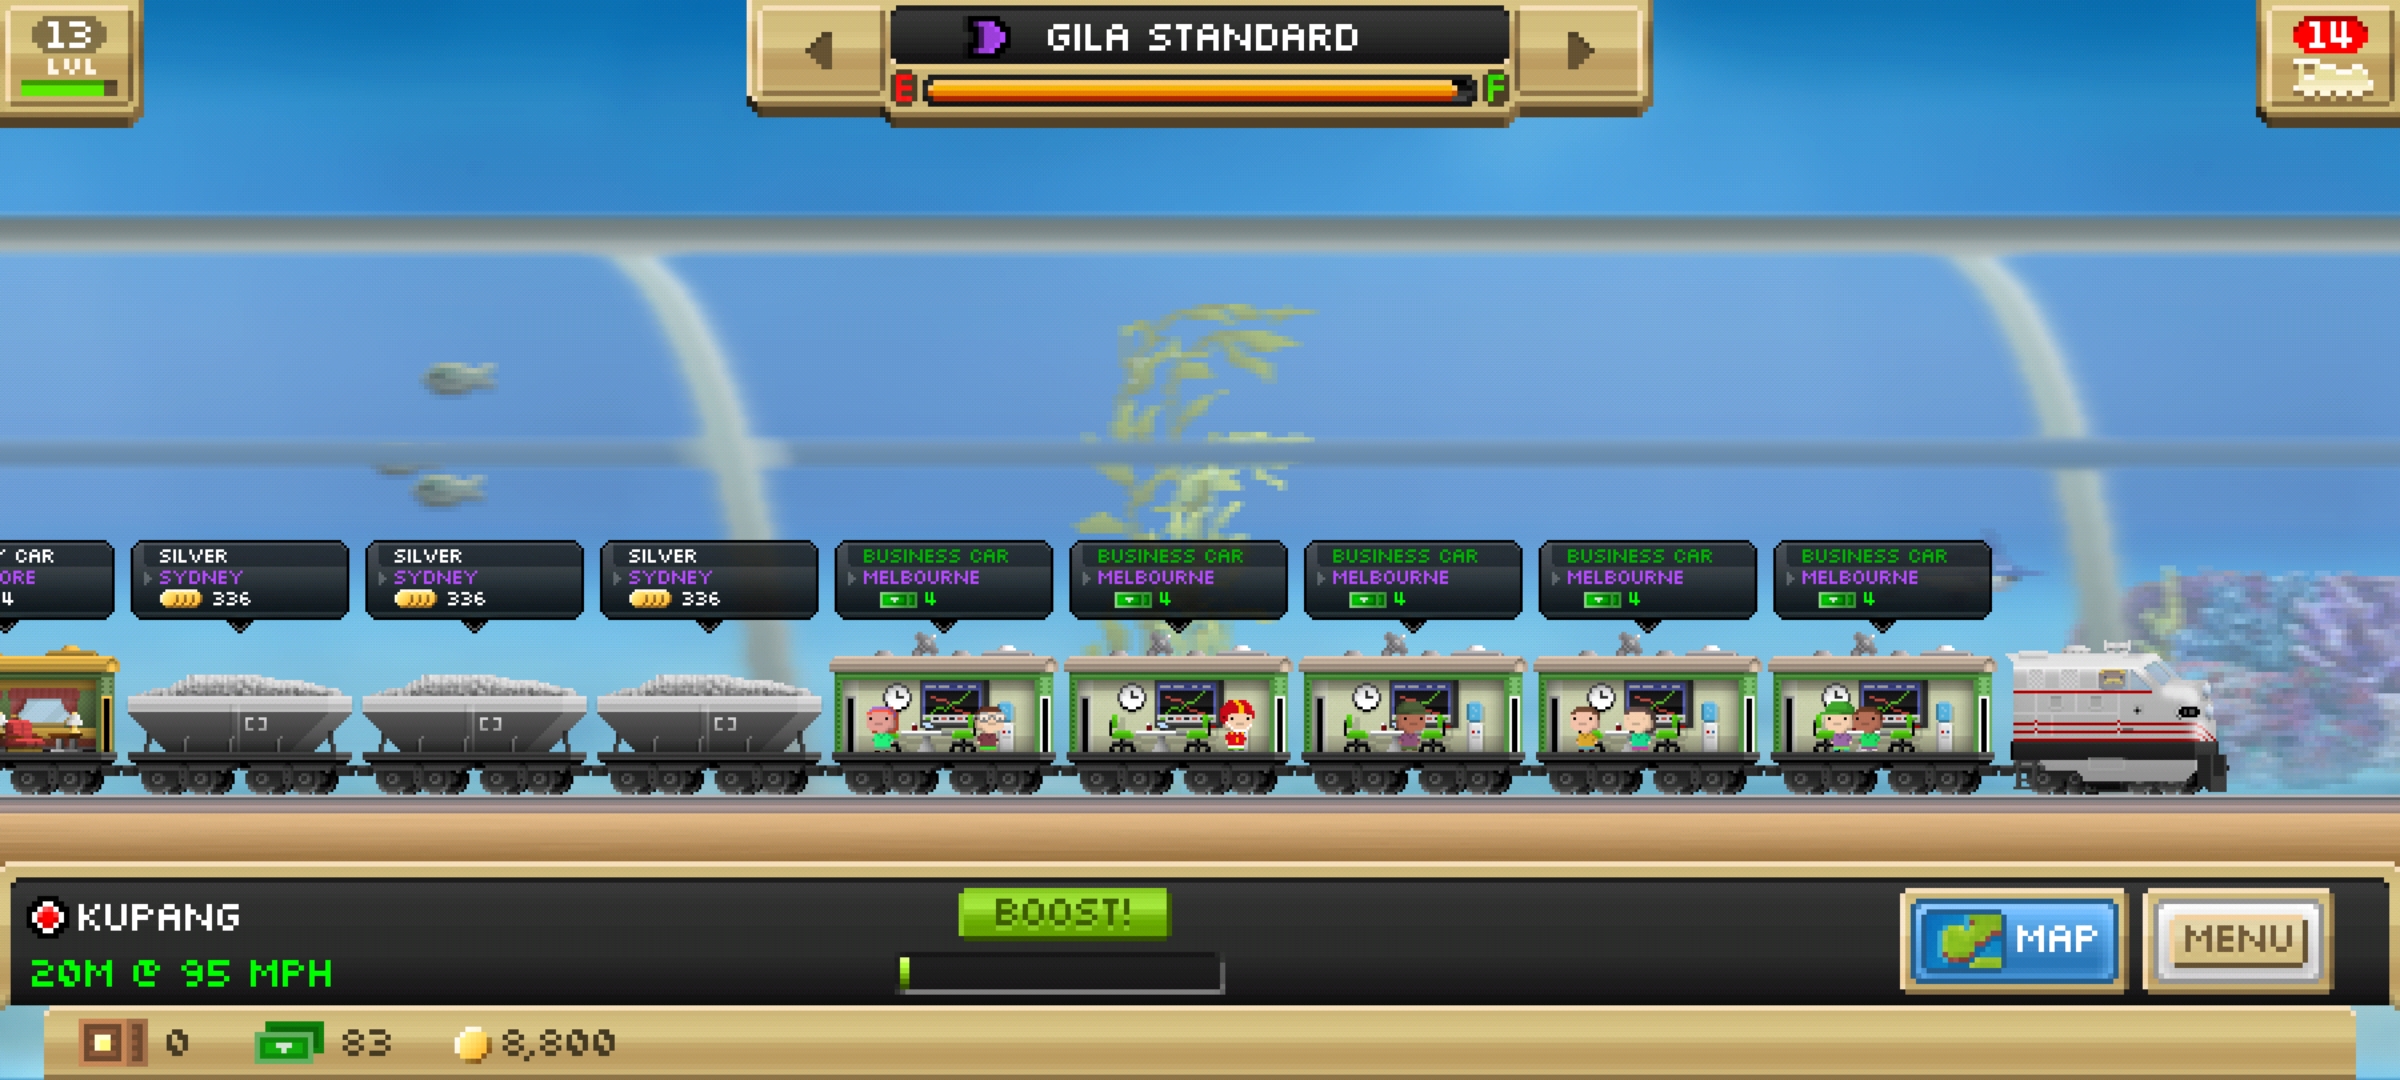 13
LVL
GILA STANDARD
E
F
14
Y CAR
ORE
4
SILVER
SYDNEY
336
SILVER
SYDNEY
336
SILVER
SYDNEY
336
BUSINESS CAR
MELBOURNE
4
BUSINESS CAR
MELBOURNE
4
BUSINESS CAR
MELBOURNE
4
BUSINESS CAR
MELBOURNE
4
BUSINESS CAR
MELBOURNE
4
KUPANG
20M @ 95 MPH
BOOST!
MAP
MENU
0
83
8,800